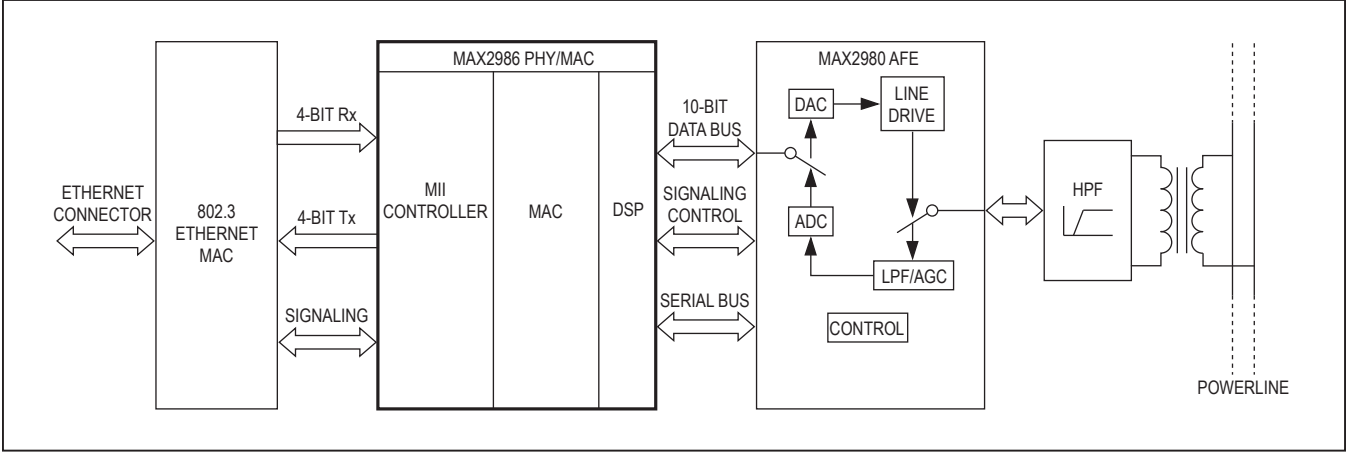 ETHERNET
CONNECTOR
802.3
ETHERNET
MAC
4-BIT Rx
4-BIT Tx
SIGNALING
MAX2986 PHY/MAC
MII
CONTROLLER
MAC
DSP
10-BIT
DATA BUS
SIGNALING
CONTROL
SERIAL BUS
MAX2980 AFE
DAC
LINE
DRIVE
ADC
LPF/AGC
CONTROL
HPF
POWERLINE